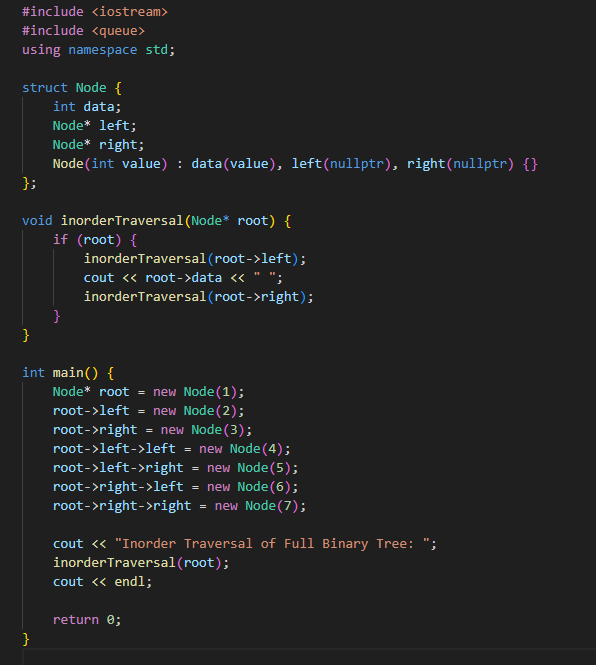 #include <iostream>
#include <queue>
using namespace std;

struct Node {
    int data;
    Node* left;
    Node* right;
    Node(int value) : data(value), left(nullptr), right(nullptr) {}
};

void inorderTraversal(Node* root) {
    if (root) {
        inorderTraversal(root->left);
        cout << root->data << " ";
        inorderTraversal(root->right);
    }
}

int main() {
    Node* root = new Node(1);
    root->left = new Node(2);
    root->right = new Node(3);
    root->left->left = new Node(4);
    root->left->right = new Node(5);
    root->right->left = new Node(6);
    root->right->right = new Node(7);

    cout << "Inorder Traversal of Full Binary Tree: ";
    inorderTraversal(root);
    cout << endl;

    return 0;
}